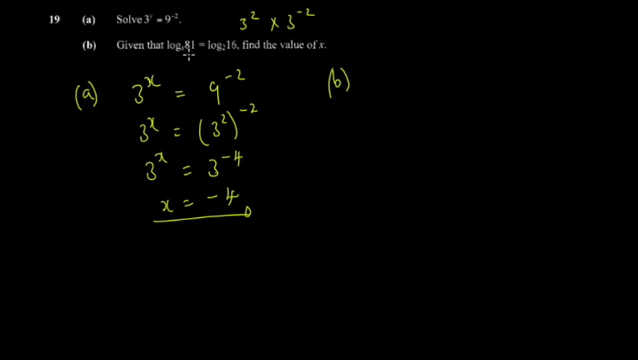 19 (a) Solve 3ʸ = 9⁻². 3² × 3⁻²
(b) Given that logₓ81 = log₂16, find the value of x.
(a) 3ˣ = 9⁻² (b)
3ˣ = (3²)⁻²
3ˣ = 3⁻⁴
x = -4